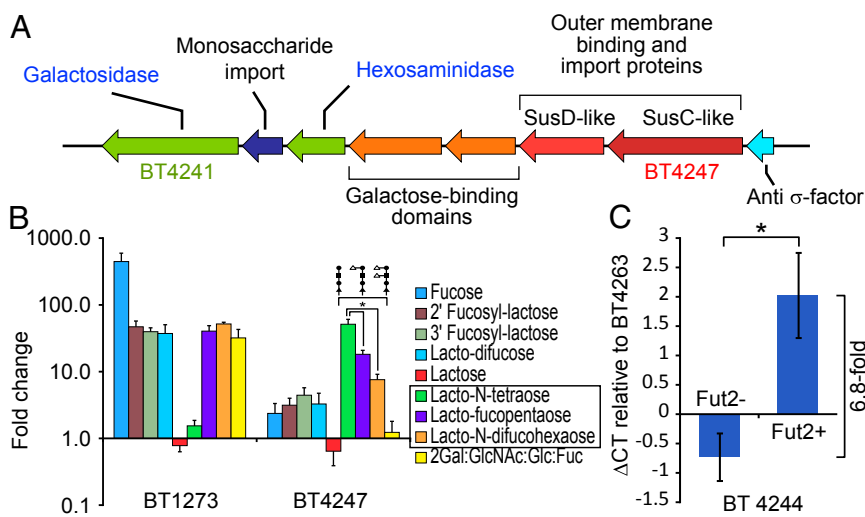 A
Outer membrane
binding and
import proteins
Monosaccharide
import
Galactosidase
Hexosaminidase
SusD-like
SusC-like
BT4241
BT4247
Galactose-binding
domains
Anti σ-factor
B
1000.0
100.0
10.0
1.0
0.1
Fold change
*
BT1273
BT4247
Fucose
2' Fucosyl-lactose
3' Fucosyl-lactose
Lacto-difucose
Lactose
Lacto-N-tetraose
Lacto-fucopentaose
Lacto-N-difucohexaose
2Gal:GlcNAc:Glc:Fuc
C
*
3
2.5
2
1.5
1
0.5
0
-0.5
-1
-1.5
ΔCT relative to BT4263
Fut2-
Fut2+
6.8-fold
BT 4244